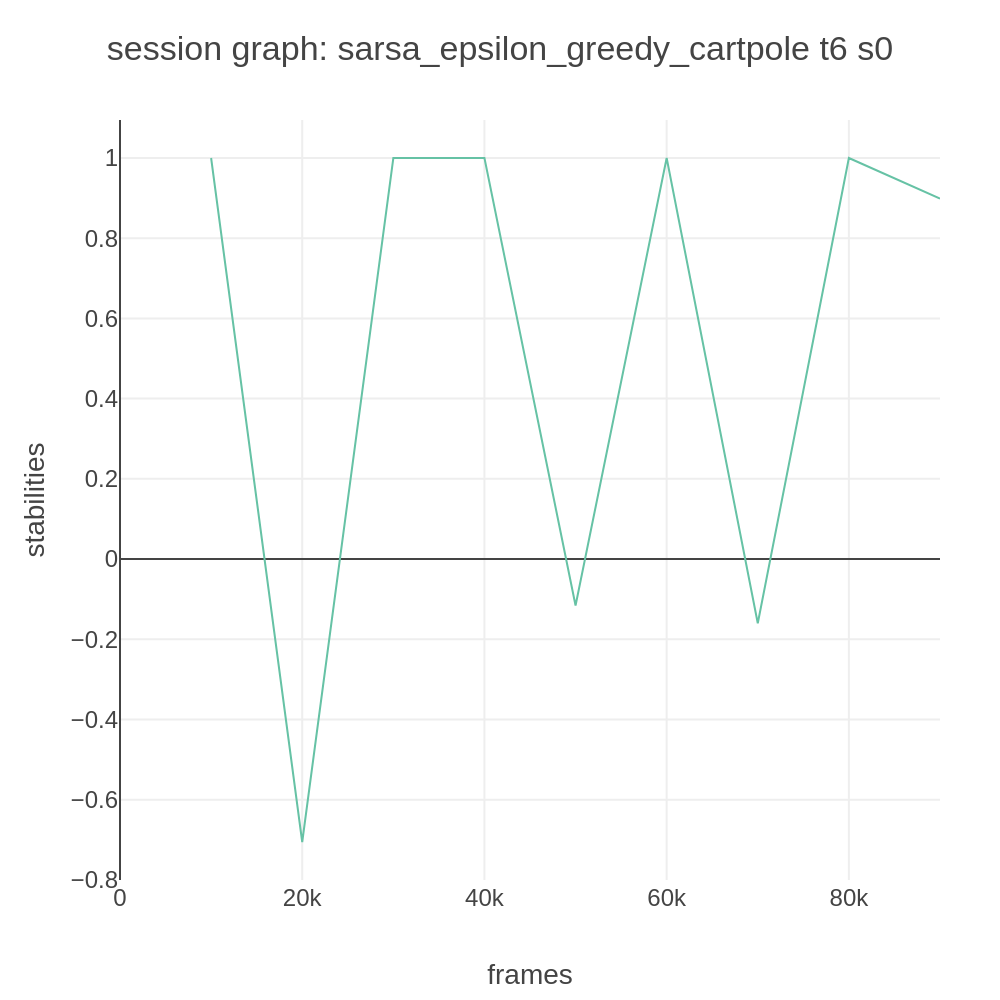 session graph: sarsa_epsilon_greedy_cartpole t6 s0
1
0.8
0.6
0.4
0.2
0
−0.2
−0.4
−0.6
−0.8
stabilities
0 20k 40k 60k 80k
frames